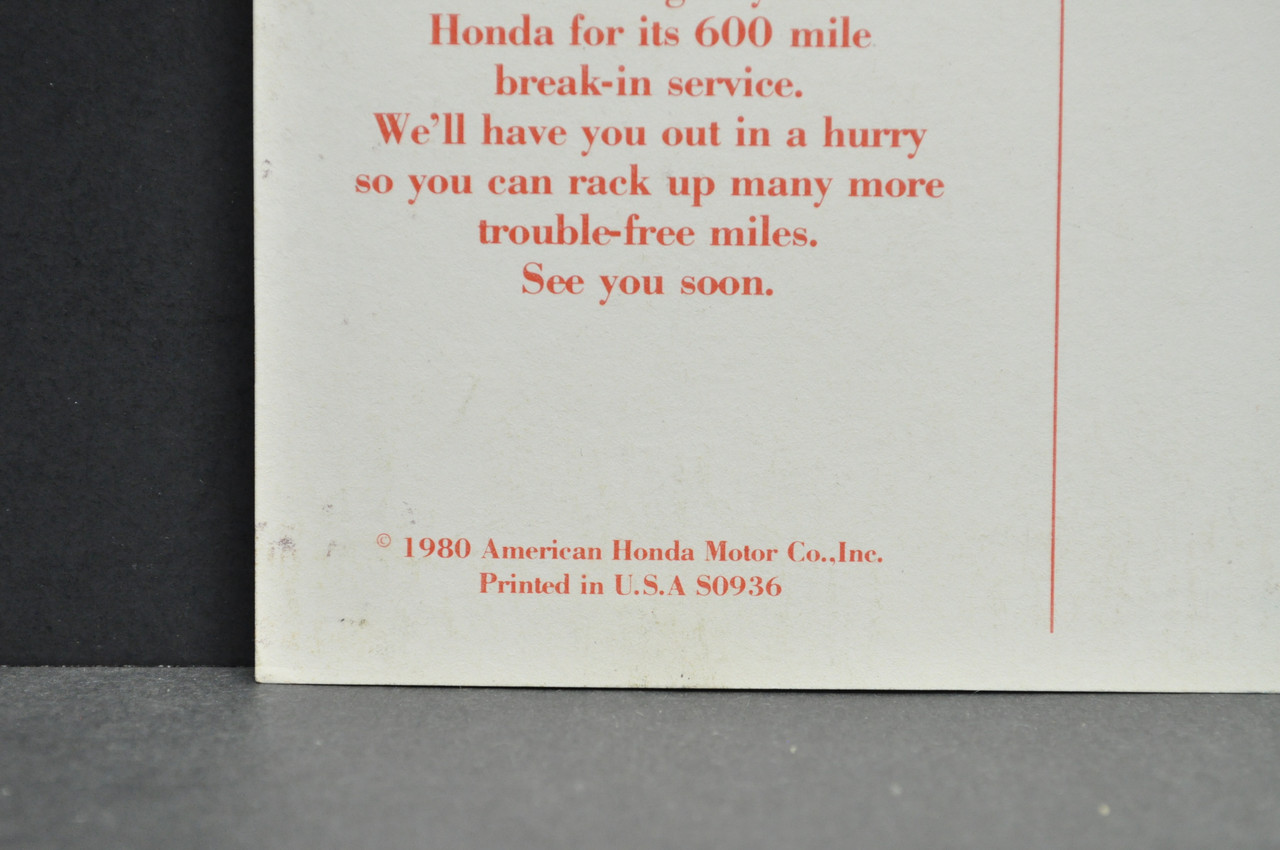 Honda for its 600 mile
break-in service.
We'll have you out in a hurry
so you can rack up many more
trouble-free miles.
See you soon.
© 1980 American Honda Motor Co.,Inc.
Printed in U.S.A S0936